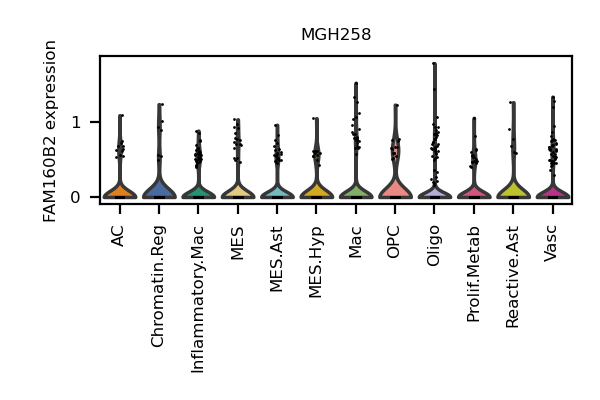 MGH258
FAM160B2 expression
1
0
AC
Chromatin.Reg
Inflammatory.Mac
MES
MES.Ast
MES.Hyp
Mac
OPC
Oligo
Prolif.Metab
Reactive.Ast
Vasc